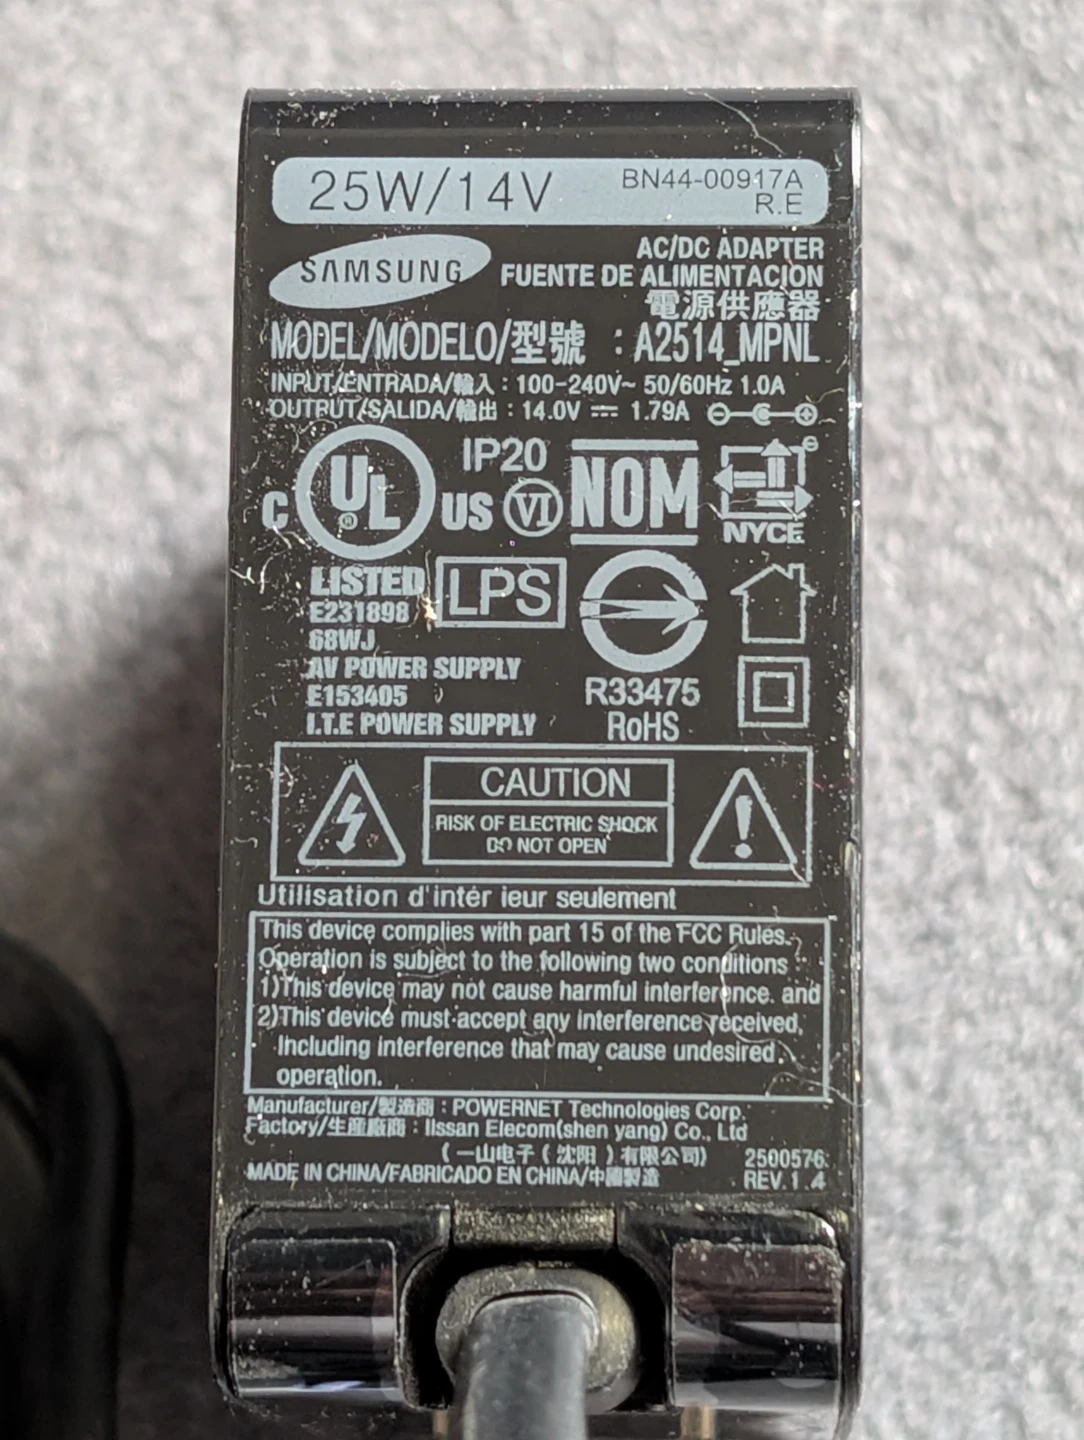 25W/14V
BN44-00917A
R.E
SAMSUNG
AC/DC ADAPTER
FUENTE DE ALIMENTACION
電源供應器
MODEL/MODELO/型號 : A2514_MPNL
INPUT/ENTRADA/輸入 : 100-240V~ 50/60Hz 1.0A
OUTPUT/SALIDA/輸出 : 14.0V ⎓ 1.79A
C UL ® US
IP20
VI
NOM
NYCE
LISTED
E231898
68WJ
AV POWER SUPPLY
E153405
I.T.E POWER SUPPLY
LPS
R33475
RoHS
CAUTION
RISK OF ELECTRIC SHOCK
DO NOT OPEN
Utilisation d'intér ieur seulement
This device complies with part 15 of the FCC Rules.
Operation is subject to the following two conditions :
1)This device may not cause harmful interference. and
2)This device must accept any interference received,
Including interference that may cause undesired.
operation.
Manufacturer/製造商 : POWERNET Technologies Corp.
Factory/生産廠商 : IIssan Elecom(shen yang) Co., Ltd
(一山电子(沈阳)有限公司)
2500576
MADE IN CHINA/FABRICADO EN CHINA/中國製造
REV.1.4